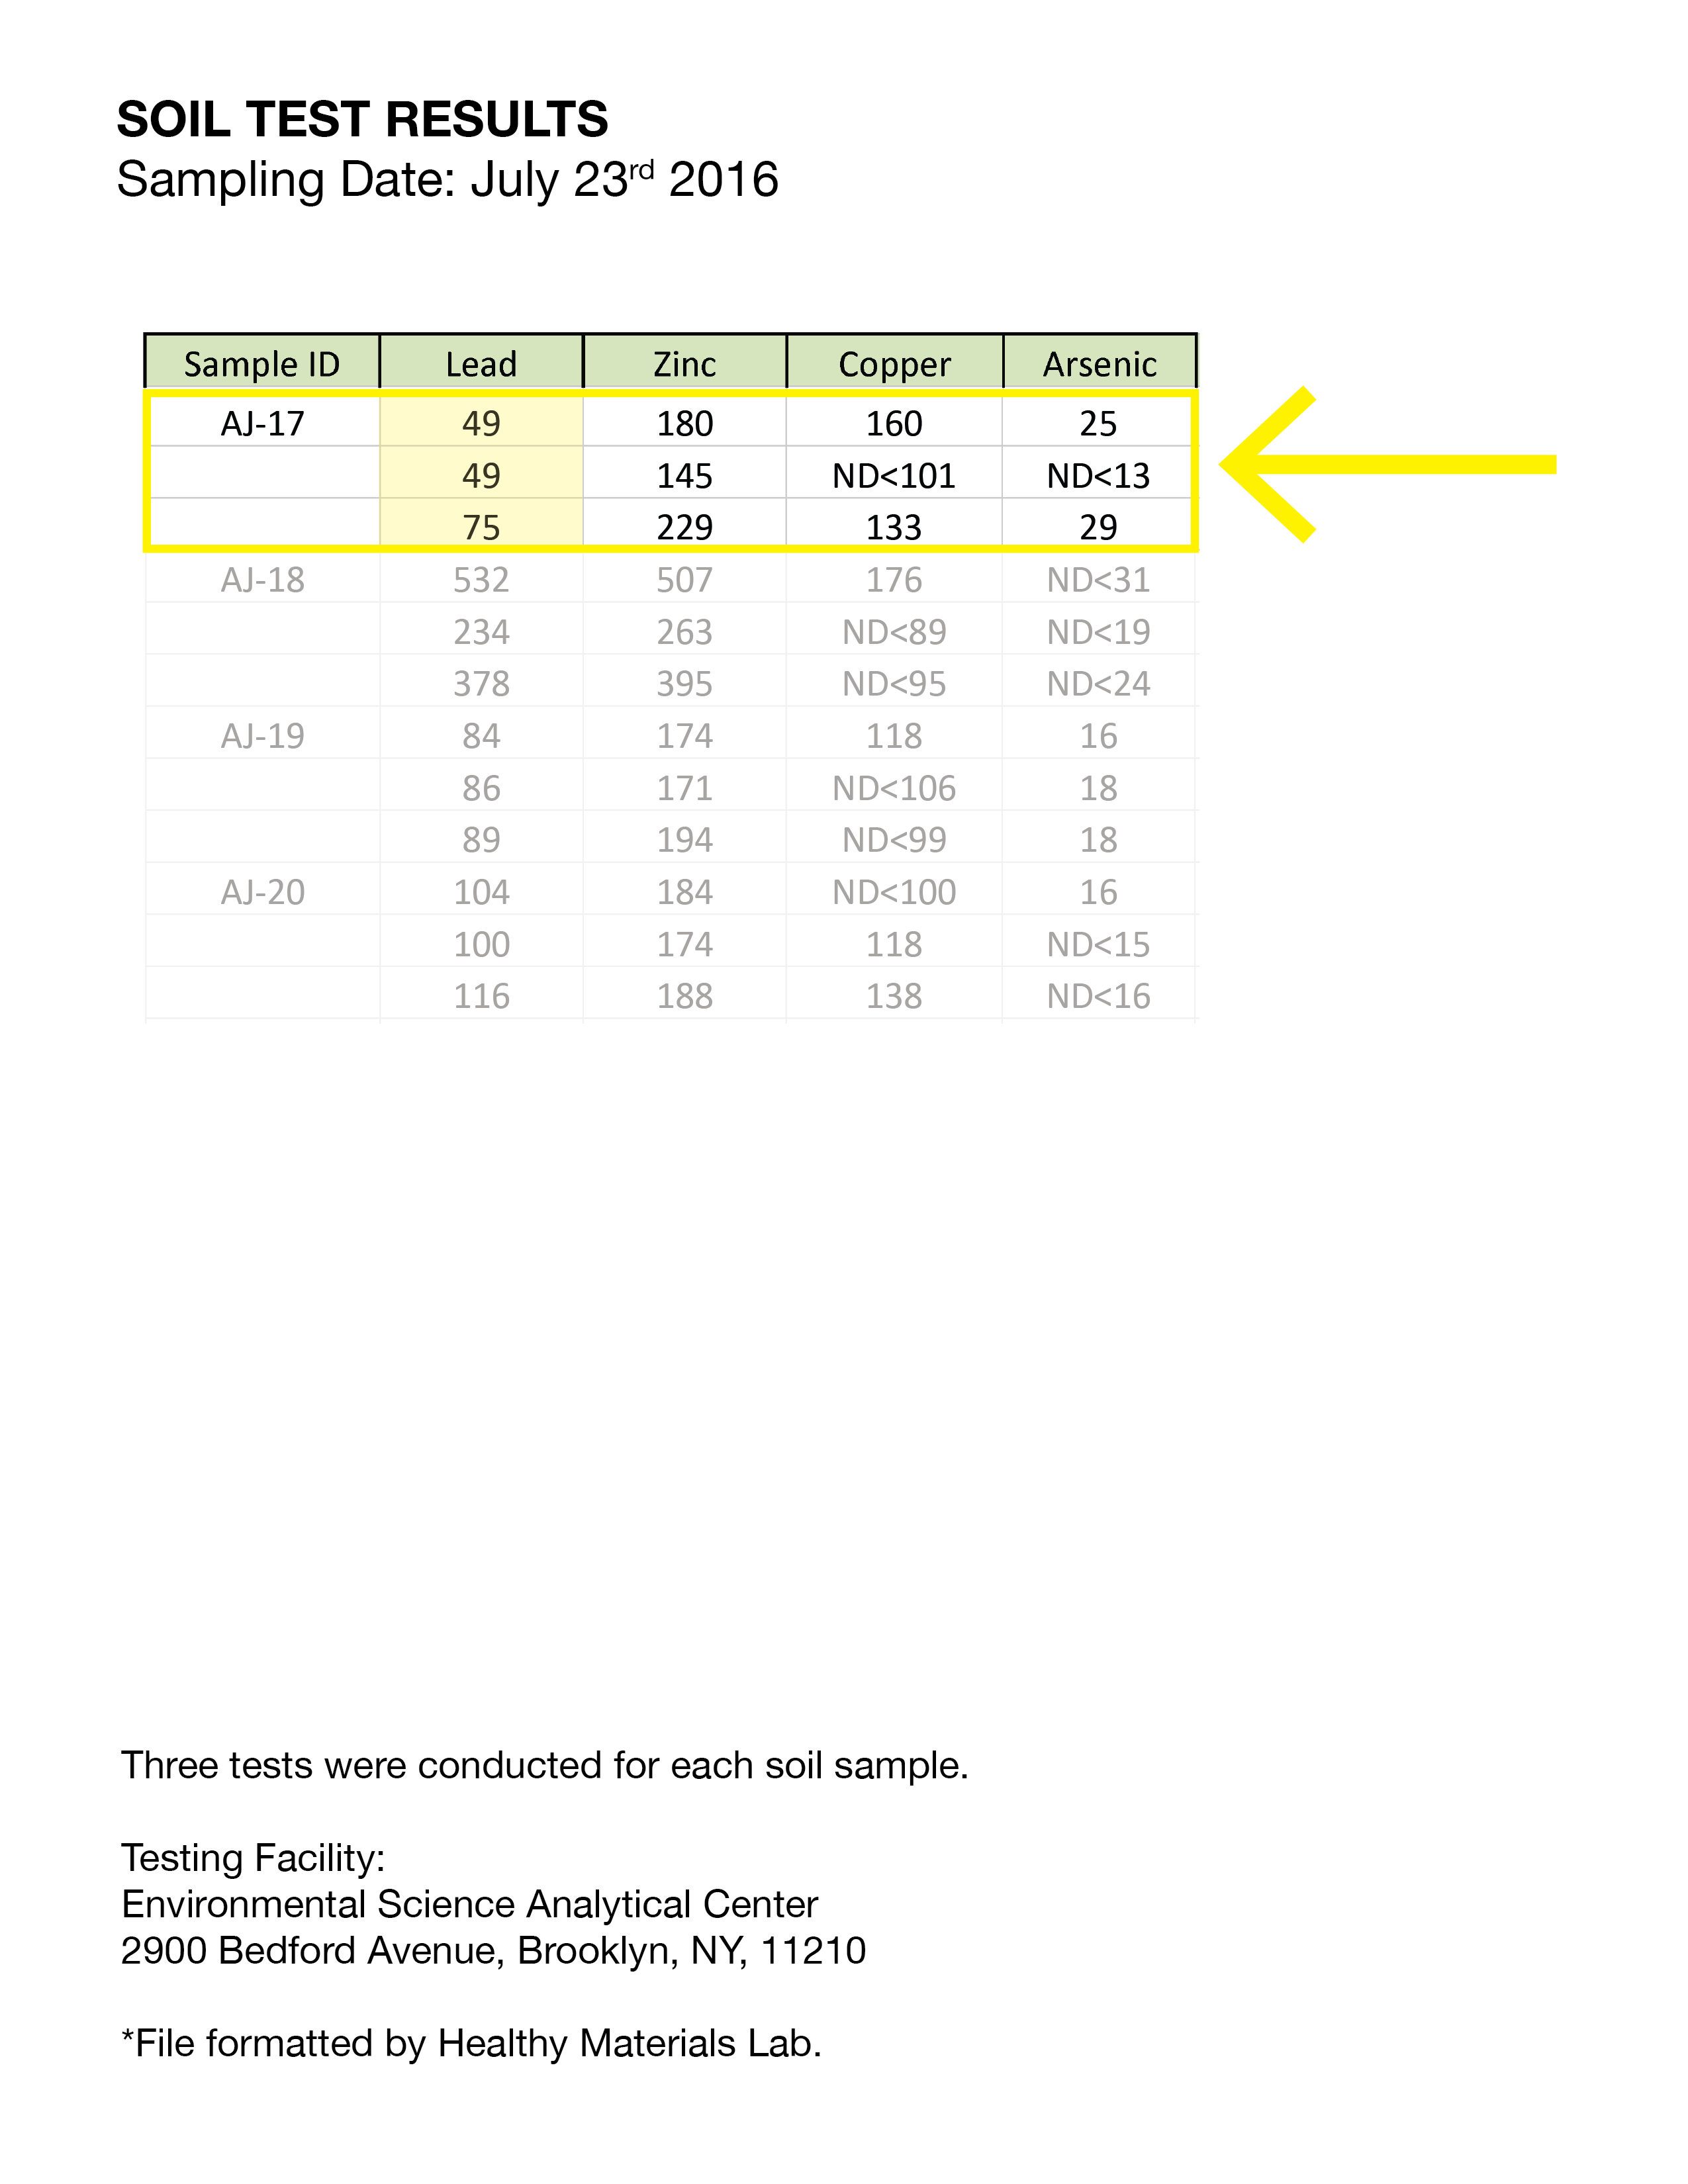 SOIL TEST RESULTS
Sampling Date: July 23rd 2016
Sample ID Lead Zinc Copper Arsenic
AJ-17 49 180 160 25
49 145 ND<101 ND<13
75 229 133 29
AJ-18 532 507 176 ND<31
234 263 ND<89 ND<19
378 395 ND<95 ND<24
AJ-19 84 174 118 16
86 171 ND<106 18
89 194 ND<99 18
AJ-20 104 184 ND<100 16
100 174 118 ND<15
116 188 138 ND<16
Three tests were conducted for each soil sample.
Testing Facility:
Environmental Science Analytical Center
2900 Bedford Avenue, Brooklyn, NY, 11210
*File formatted by Healthy Materials Lab.